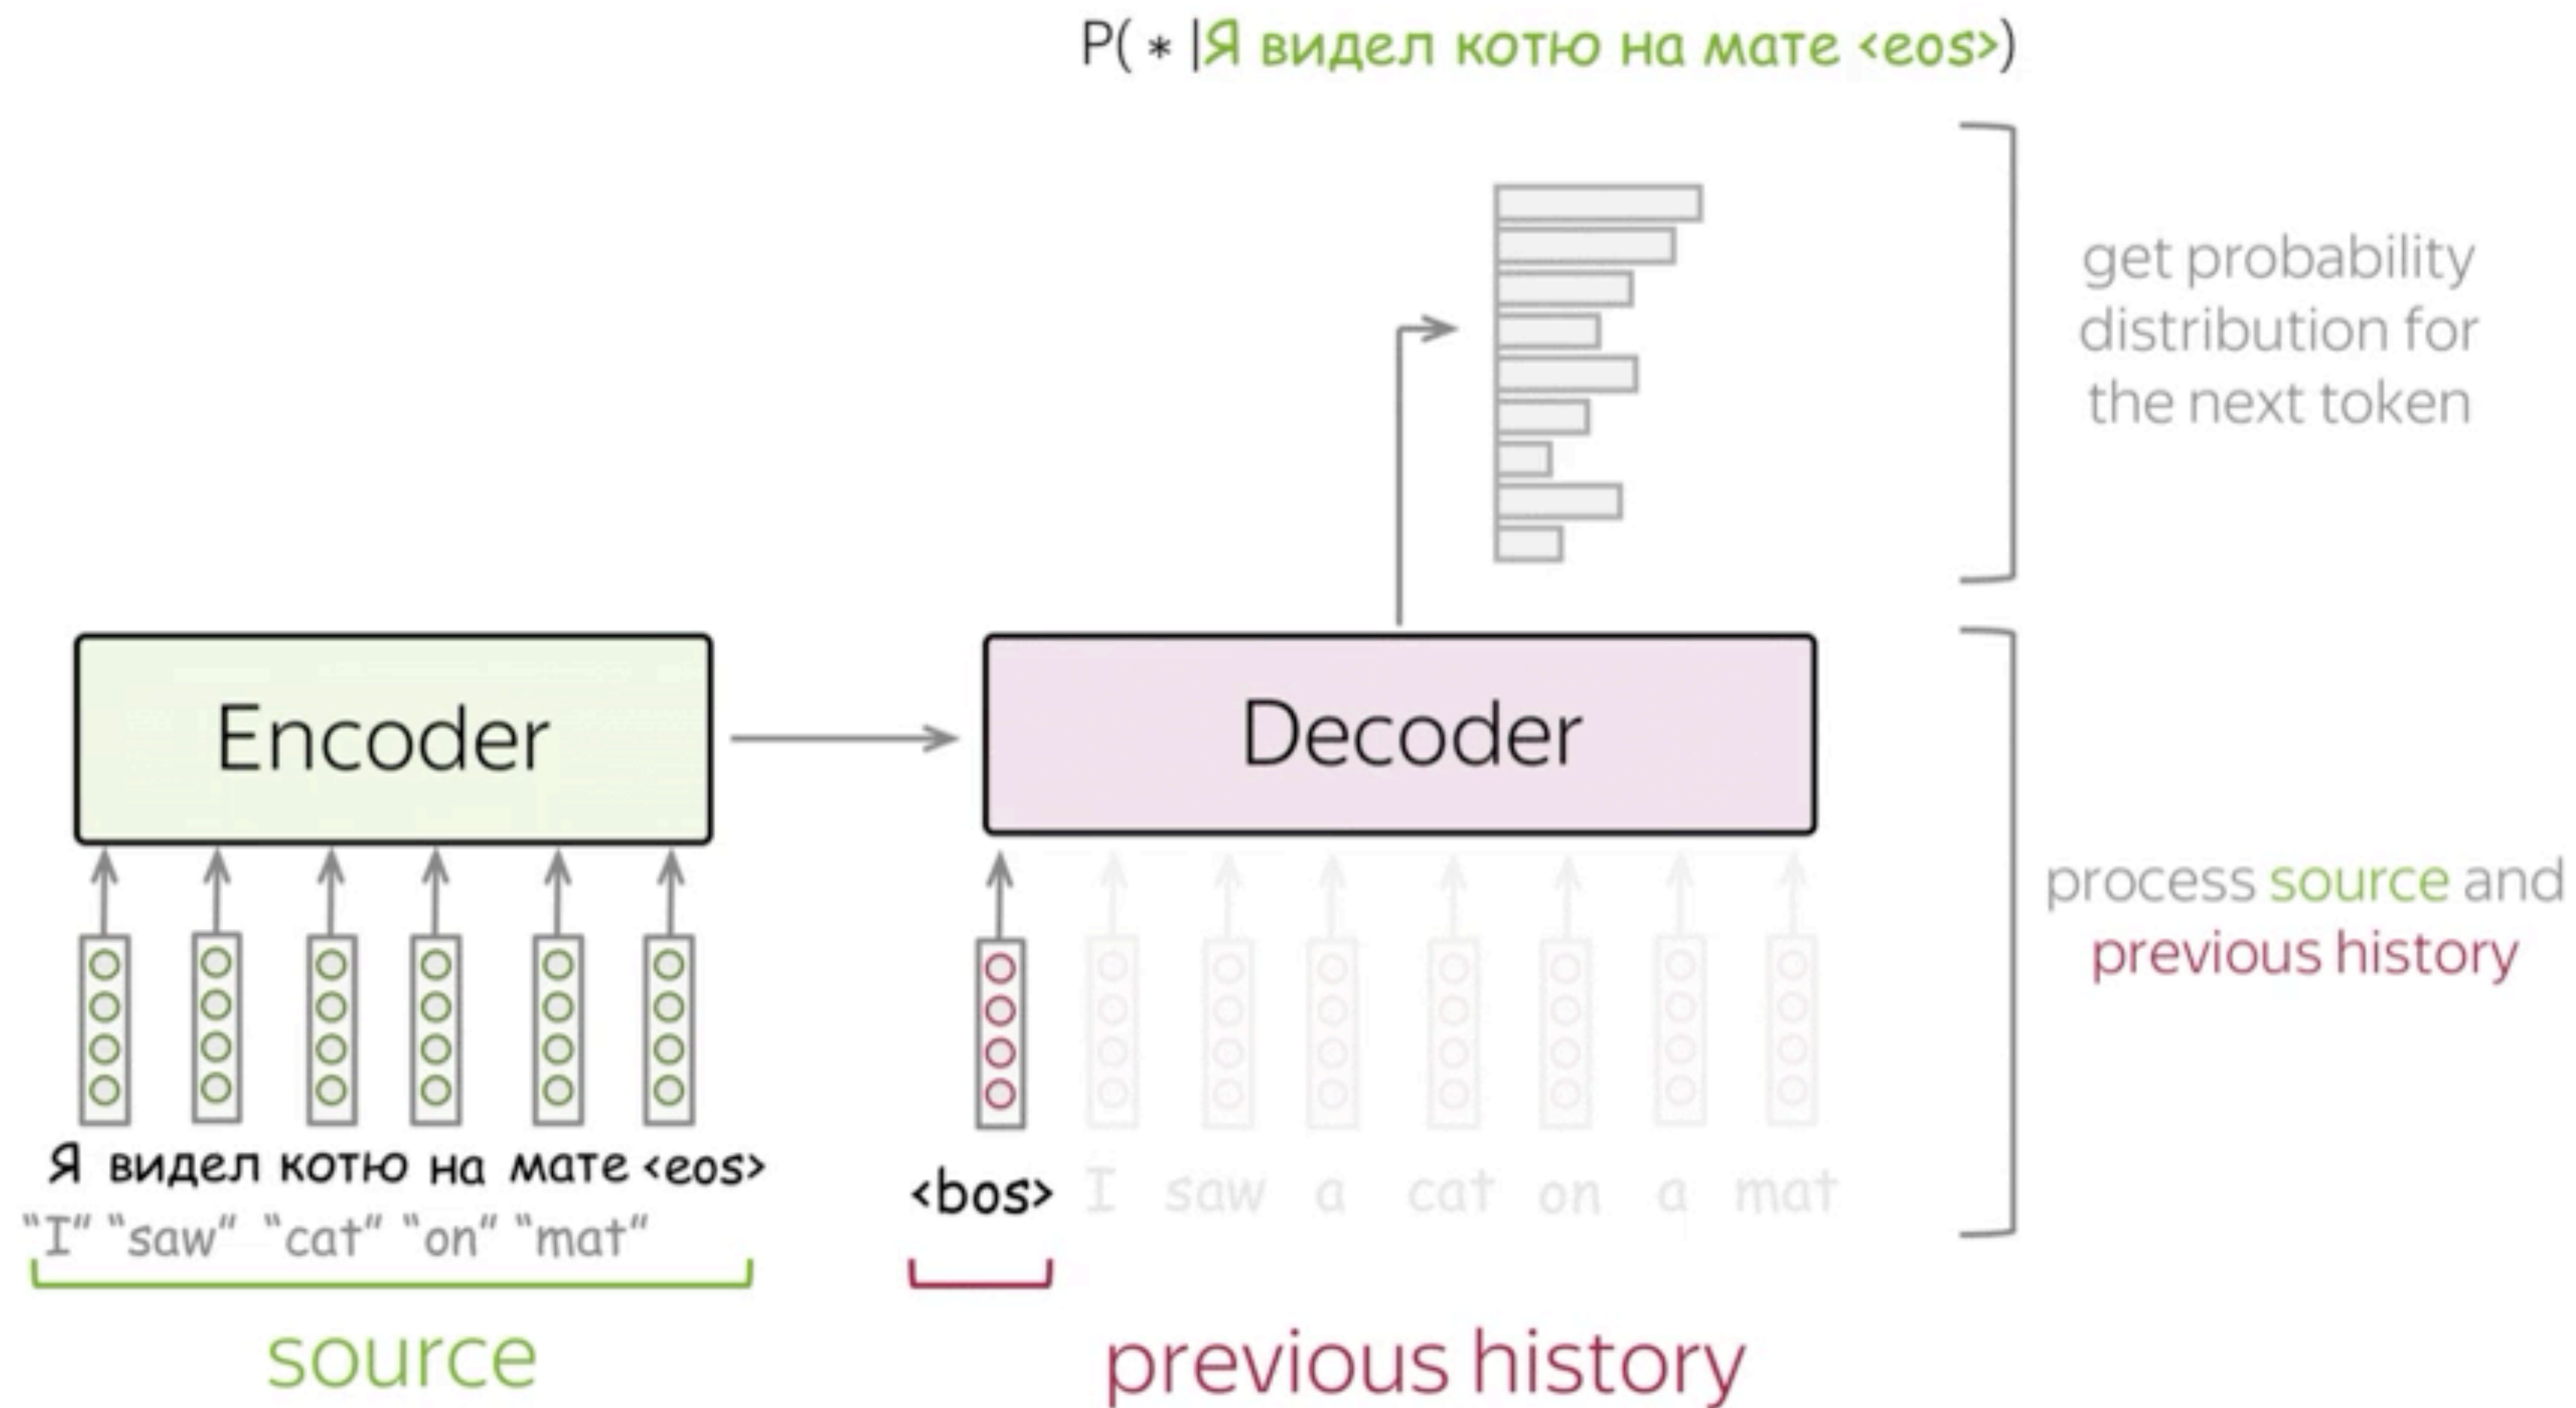 P( * |Я видел котю на мате <eos>)
get probability
distribution for
the next token
Encoder
Decoder
process source and
previous history
Я видел котю на мате <eos>
"I" "saw" "cat" "on" "mat"
<bos> I saw a cat on a mat
source
previous history